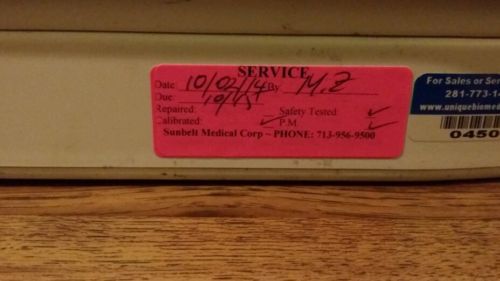 SERVICE
Date: 10/02/14 By M.Z
Due: 10/15
Repaired: Safety Tested ✓
Calibrated: ✓ P.M. ✓
Sunbelt Medical Corp ~ PHONE: 713-956-9500
For Sales or Ser
281-773-14
www.uniquebiomed
0450